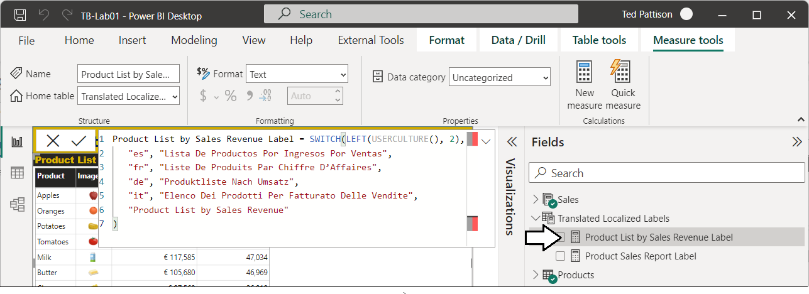 TB-Lab01 - Power BI Desktop
Search
Ted Pattison
File Home Insert Modeling View Help External Tools Format Data / Drill Table tools Measure tools
Name Product List by Sale...
Home table Translated Localize...
Structure
Format Text
$ % 9 .00 Auto
Formatting
Data category Uncategorized
Properties
New measure
Quick measure
Calculations
1 Product List by Sales Revenue Label = SWITCH(LEFT(USERCULTURE(), 2),
2 "es", "Lista De Productos Por Ingresos Por Ventas",
3 "fr", "Liste De Produits Par Chiffre D'Affaires",
4 "de", "Produktliste Nach Umsatz",
5 "it", "Elenco Dei Prodotti Per Fatturato Delle Vendite",
6 "Product List by Sales Revenue"
7 )
Product List
Product Image
Apples
Oranges
Potatoes
Tomatoes
Milk € 117,585 47,034
Butter € 105,680 46,969
Visualizations
Fields
Search
Sales
Translated Localized Labels
Product List by Sales Revenue Label
Product Sales Report Label
Products